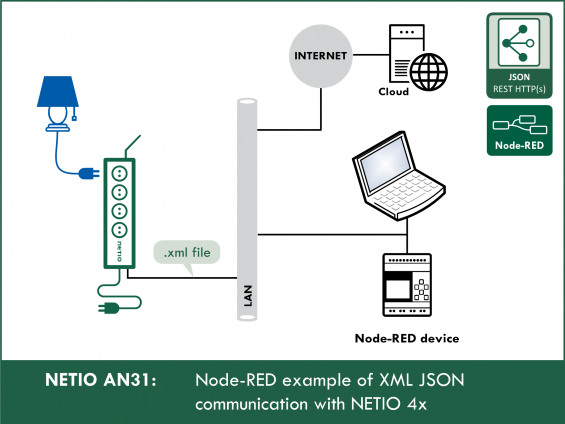 INTERNET
Cloud
JSON
REST HTTP(s)
Node-RED
NETIO
.xml file
LAN
Node-RED device
NETIO AN31: Node-RED example of XML JSON
communication with NETIO 4x